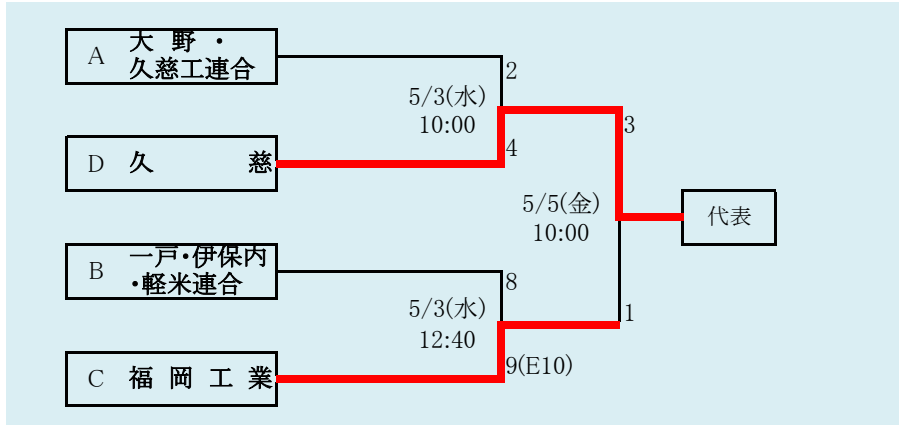 A 大野・
久慈工連合
2
5/3(水)
10:00
3
D 久慈
4
5/5(金)
10:00
代表
B 一戸・伊保内
・軽米連合
8
5/3(水)
12:40
1
C 福岡工業
9(E10)